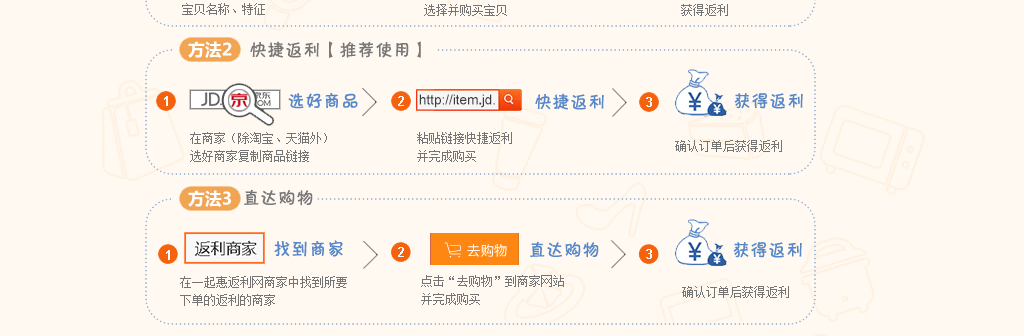 宝贝名称、特征
选择并购买宝贝
获得返利
方法2 快捷返利【推荐使用】
1 JD. 京 京东 COM 选好商品
2 http://item.jd. 快捷返利
3 ¥ ¥ 获得返利
在商家（除淘宝、天猫外）
选好商家复制商品链接
粘贴链接快捷返利
并完成购买
确认订单后获得返利
方法3 直达购物
1 返利商家 找到商家
2 去购物 直达购物
3 ¥ ¥ 获得返利
在一起惠返利网商家中找到所要
下单的返利的商家
点击“去购物”到商家网站
并完成购买
确认订单后获得返利